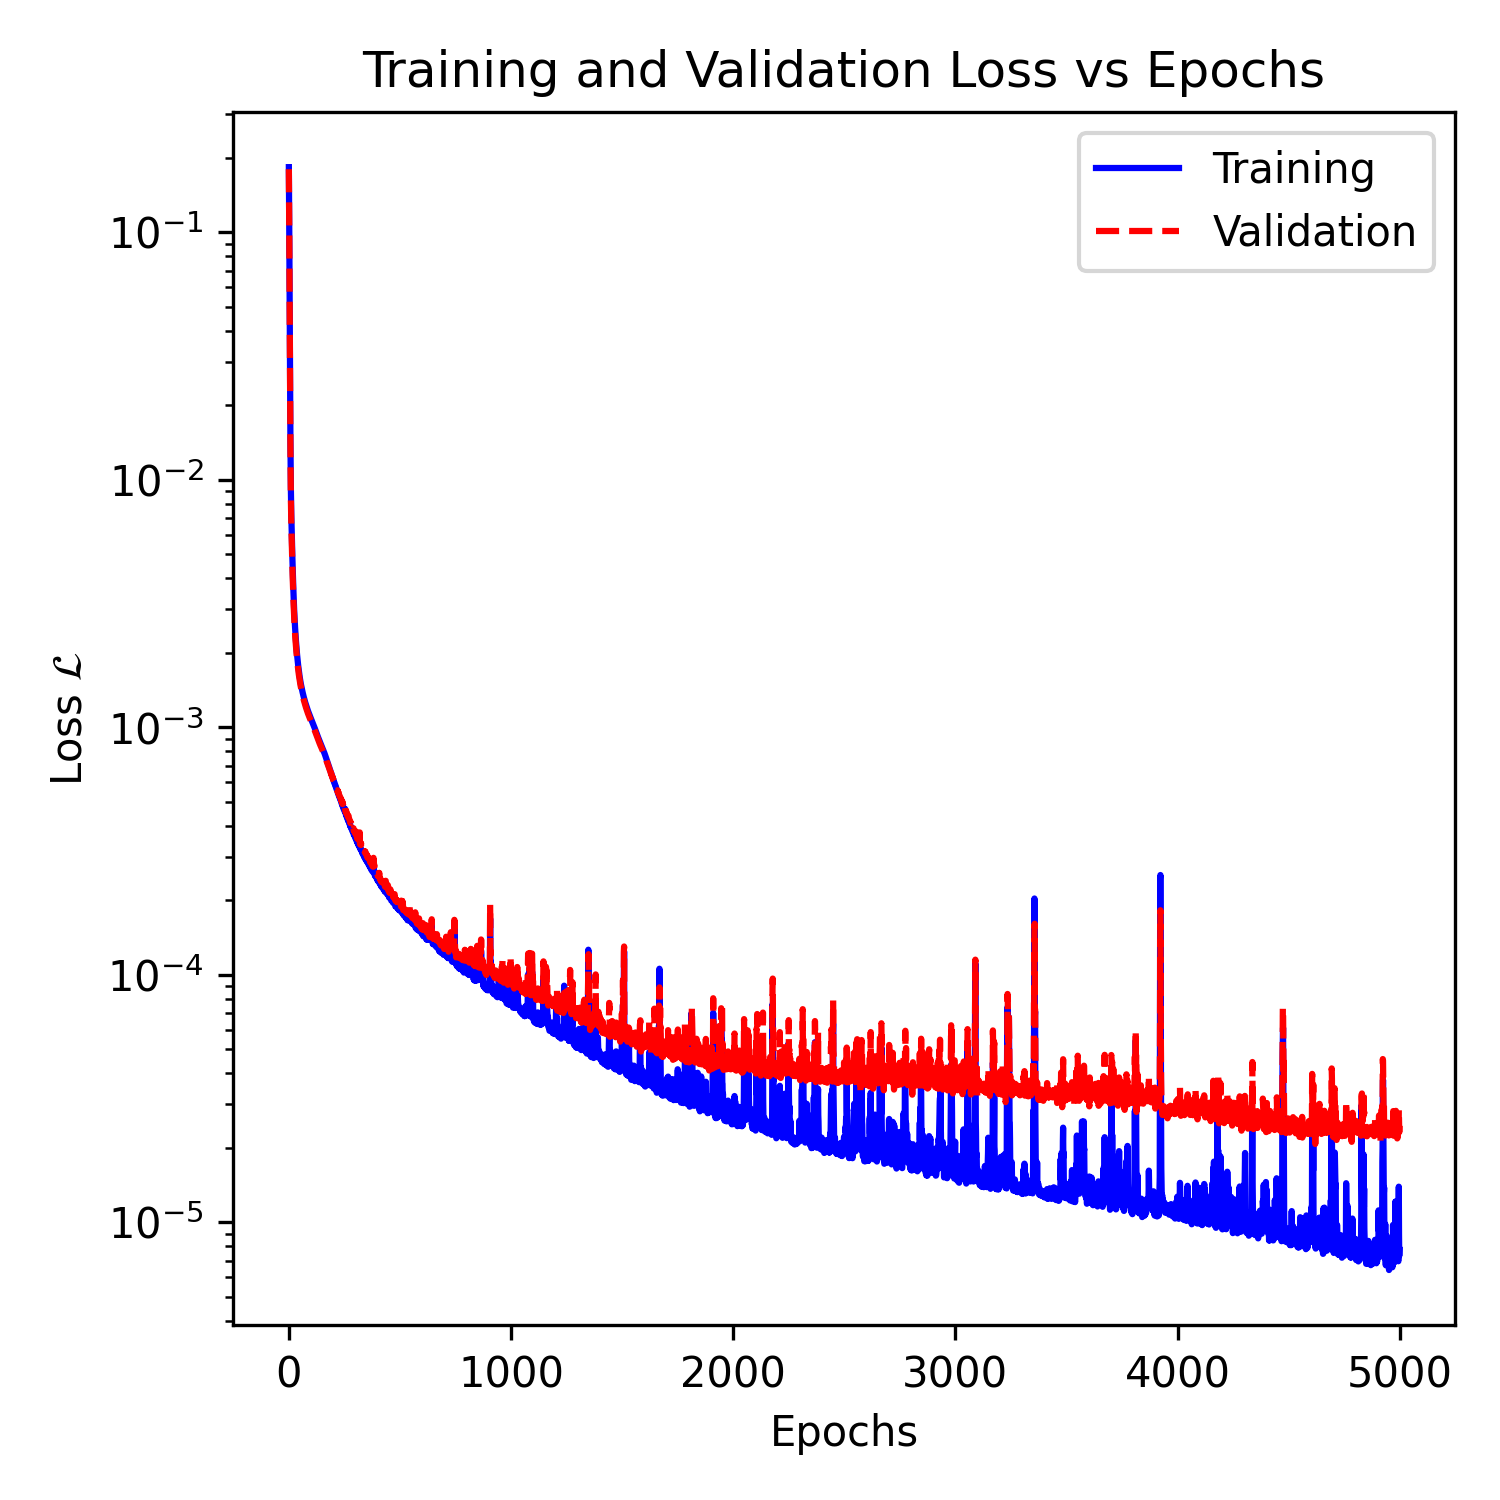 Training and Validation Loss vs Epochs
Training
Validation
10⁻¹
10⁻²
10⁻³
10⁻⁴
10⁻⁵
Loss ℒ
0 1000 2000 3000 4000 5000
Epochs